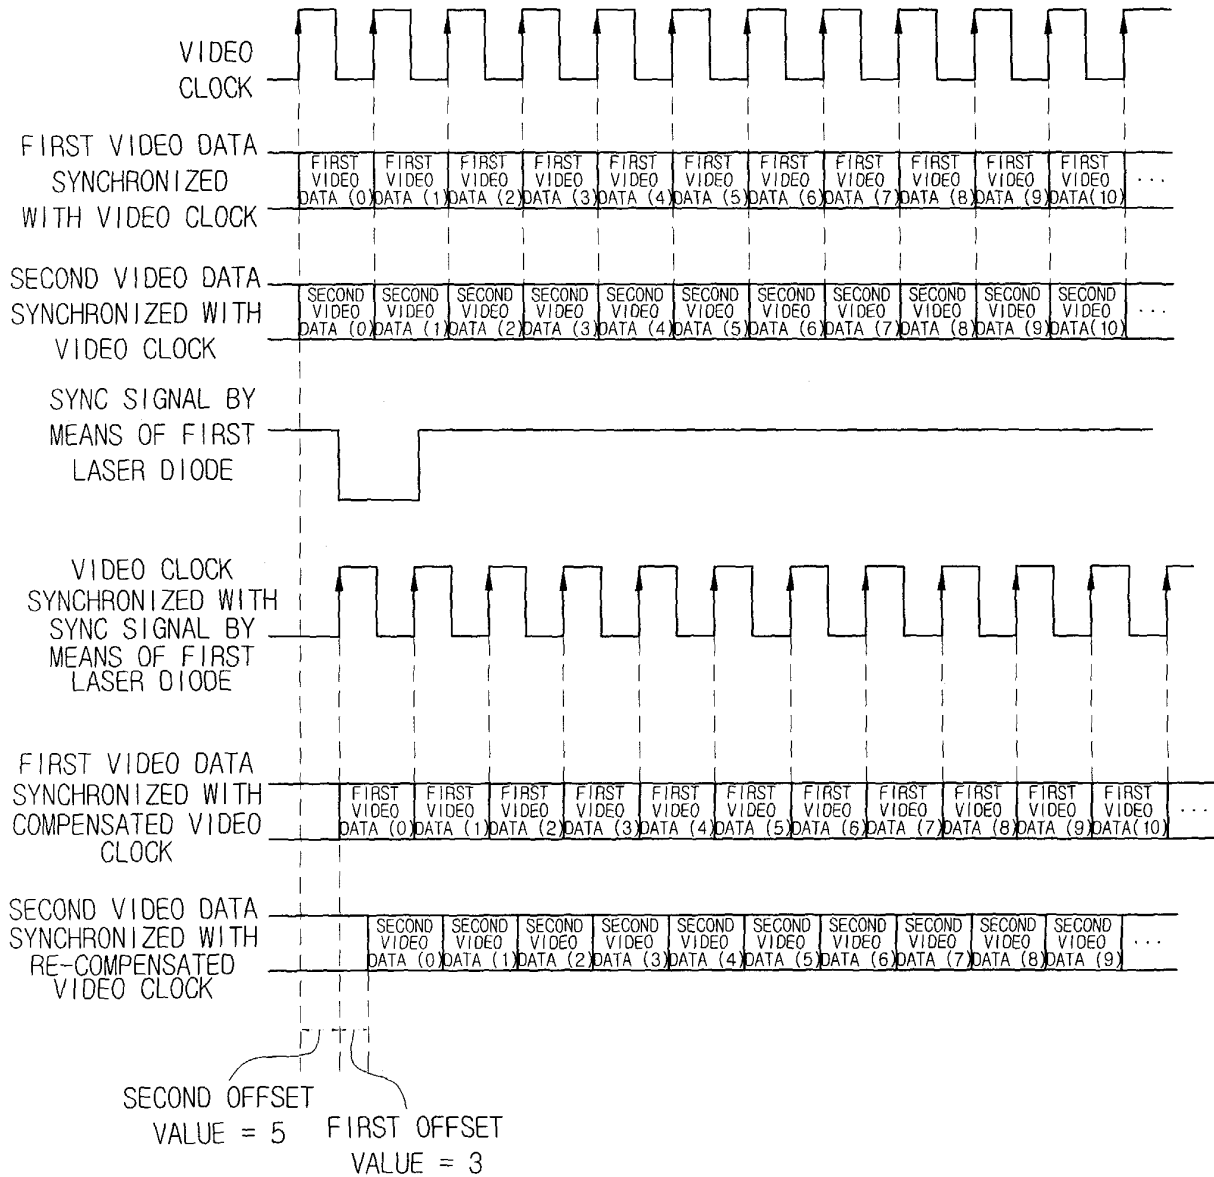 VIDEO
CLOCK
FIRST VIDEO DATA
SYNCHRONIZED
WITH VIDEO CLOCK
FIRST FIRST FIRST FIRST FIRST FIRST FIRST FIRST FIRST FIRST FIRST
VIDEO VIDEO VIDEO VIDEO VIDEO VIDEO VIDEO VIDEO VIDEO VIDEO VIDEO ...
DATA (0) DATA (1) DATA (2) DATA (3) DATA (4) DATA (5) DATA (6) DATA (7) DATA (8) DATA (9) DATA(10)
SECOND VIDEO DATA
SYNCHRONIZED WITH
VIDEO CLOCK
SECOND SECOND SECOND SECOND SECOND SECOND SECOND SECOND SECOND SECOND SECOND
VIDEO VIDEO VIDEO VIDEO VIDEO VIDEO VIDEO VIDEO VIDEO VIDEO VIDEO ...
DATA (0) DATA (1) DATA (2) DATA (3) DATA (4) DATA (5) DATA (6) DATA (7) DATA (8) DATA (9) DATA(10)
SYNC SIGNAL BY
MEANS OF FIRST
LASER DIODE
VIDEO CLOCK
SYNCHRONIZED WITH
SYNC SIGNAL BY
MEANS OF FIRST
LASER DIODE
FIRST VIDEO DATA
SYNCHRONIZED WITH
COMPENSATED VIDEO
CLOCK
FIRST FIRST FIRST FIRST FIRST FIRST FIRST FIRST FIRST FIRST FIRST
VIDEO VIDEO VIDEO VIDEO VIDEO VIDEO VIDEO VIDEO VIDEO VIDEO VIDEO ...
DATA (0) DATA (1) DATA (2) DATA (3) DATA (4) DATA (5) DATA (6) DATA (7) DATA (8) DATA (9) DATA(10)
SECOND VIDEO DATA
SYNCHRONIZED WITH
RE-COMPENSATED
VIDEO CLOCK
SECOND SECOND SECOND SECOND SECOND SECOND SECOND SECOND SECOND SECOND
VIDEO VIDEO VIDEO VIDEO VIDEO VIDEO VIDEO VIDEO VIDEO VIDEO ...
DATA (0) DATA (1) DATA (2) DATA (3) DATA (4) DATA (5) DATA (6) DATA (7) DATA (8) DATA (9)
SECOND OFFSET
VALUE = 5
FIRST OFFSET
VALUE = 3